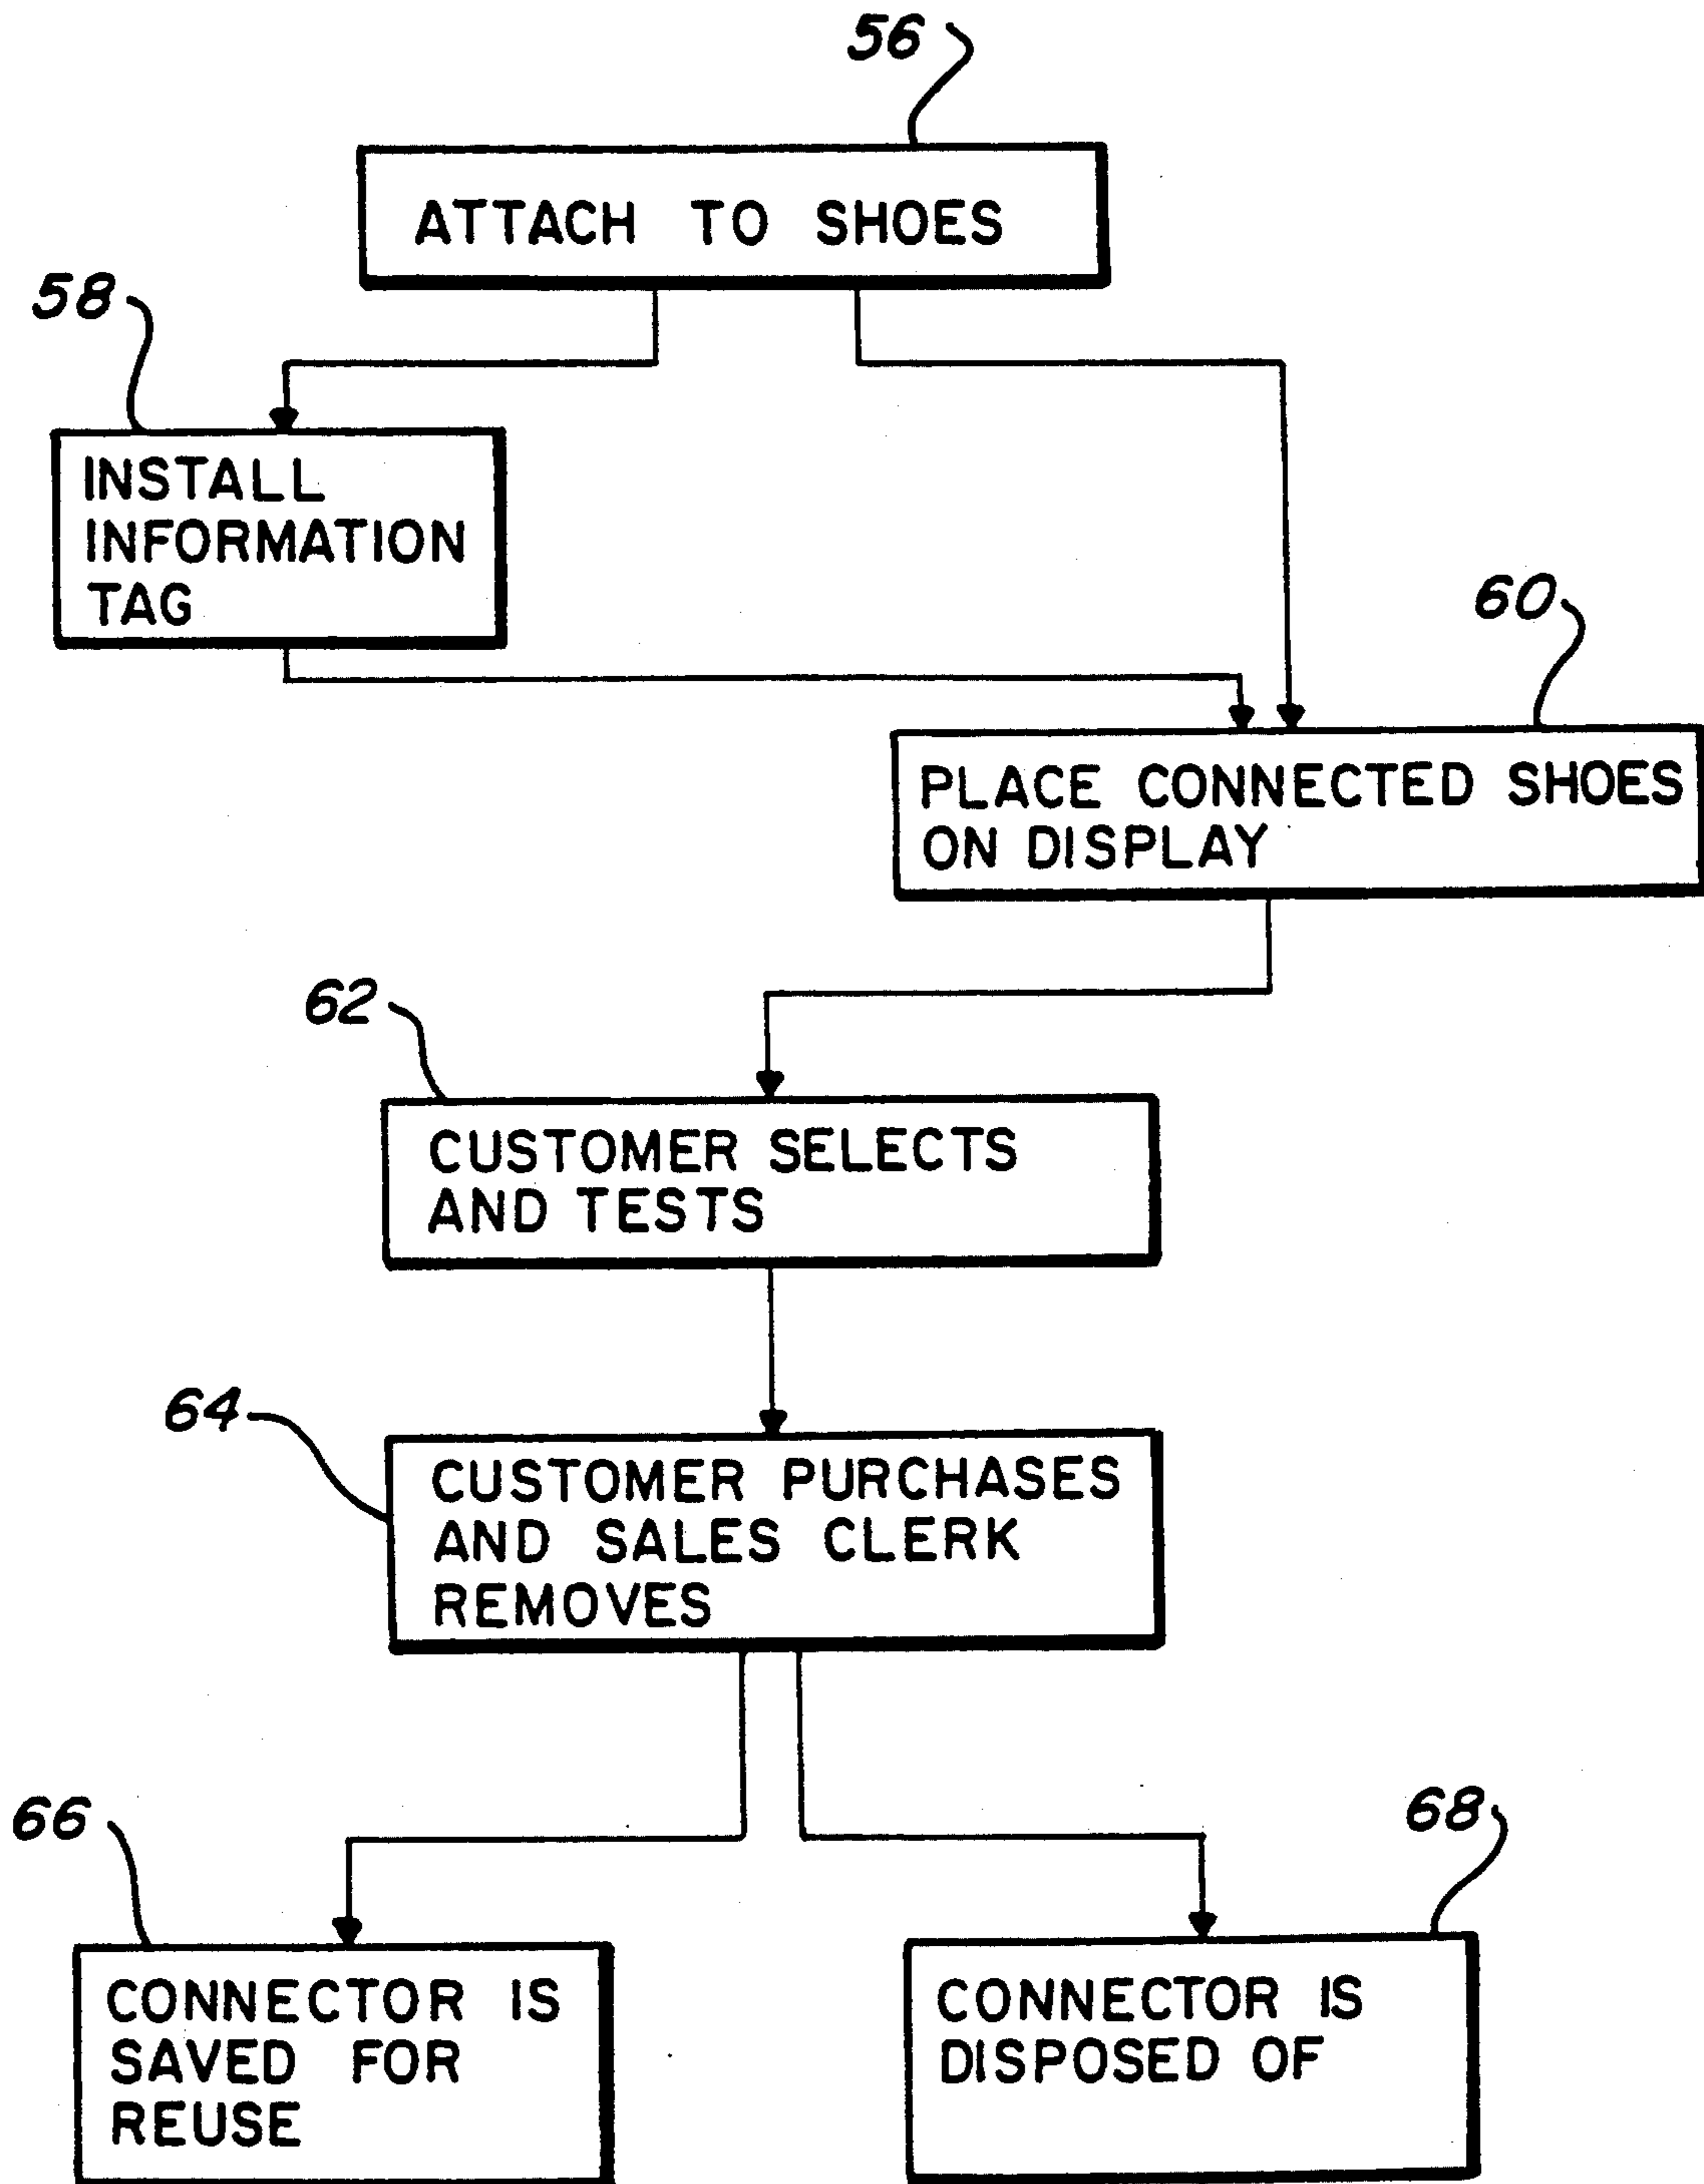 56
ATTACH TO SHOES
58
INSTALL
INFORMATION
TAG
60
PLACE CONNECTED SHOES
ON DISPLAY
62
CUSTOMER SELECTS
AND TESTS
64
CUSTOMER PURCHASES
AND SALES CLERK
REMOVES
66
CONNECTOR IS
SAVED FOR
REUSE
68
CONNECTOR IS
DISPOSED OF